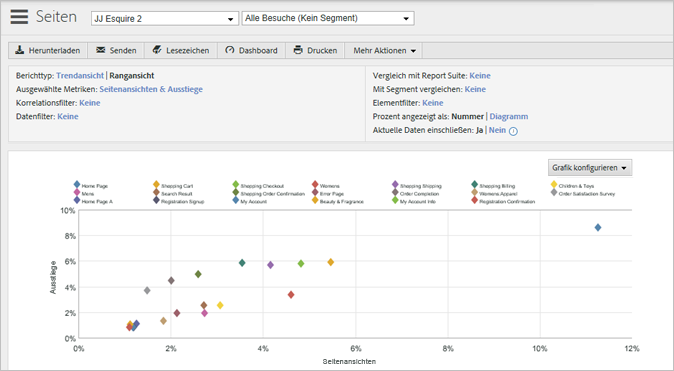 Seiten
JJ Esquire 2
Alle Besuche (Kein Segment)
Herunterladen
Senden
Lesezeichen
Dashboard
Drucken
Mehr Aktionen
Berichttyp: Trendansicht | Rangansicht
Ausgewählte Metriken: Seitenansichten & Ausstiege
Korrelationsfilter: Keine
Datenfilter: Keine
Vergleich mit Report Suite: Keine
Mit Segment vergleichen: Keine
Elementfilter: Keine
Prozent angezeigt als: Nummer | Diagramm
Aktuelle Daten einschließen: Ja | Nein
Grafik konfigurieren
Home Page
Shopping Cart
Shopping Checkout
Womens
Shopping Shipping
Shopping Billing
Children & Toys
Mens
Search Result
Shopping Order Confirmation
Error Page
Order Completion
Womens Apparel
Order Satisfaction Survey
Home Page A
Registration Signup
My Account
Beauty & Fragrance
My Account Info
Registration Confirmation
10%
8%
6%
4%
2%
0%
Ausstiege
0%
2%
4%
6%
8%
10%
12%
Seitenansichten